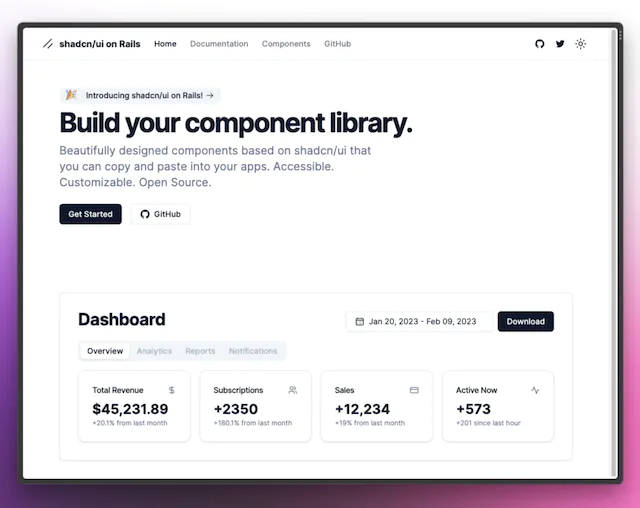 shadcn/ui on Rails Home Documentation Components GitHub
Introducing shadcn/ui on Rails! →
Build your component library.
Beautifully designed components based on shadcn/ui that
you can copy and paste into your apps. Accessible.
Customizable. Open Source.
Get Started GitHub
Dashboard
Jan 20, 2023 - Feb 09, 2023 Download
Overview Analytics Reports Notifications
Total Revenue $
$45,231.89
+20.1% from last month
Subscriptions
+2350
+180.1% from last month
Sales
+12,234
+19% from last month
Active Now
+573
+201 since last hour